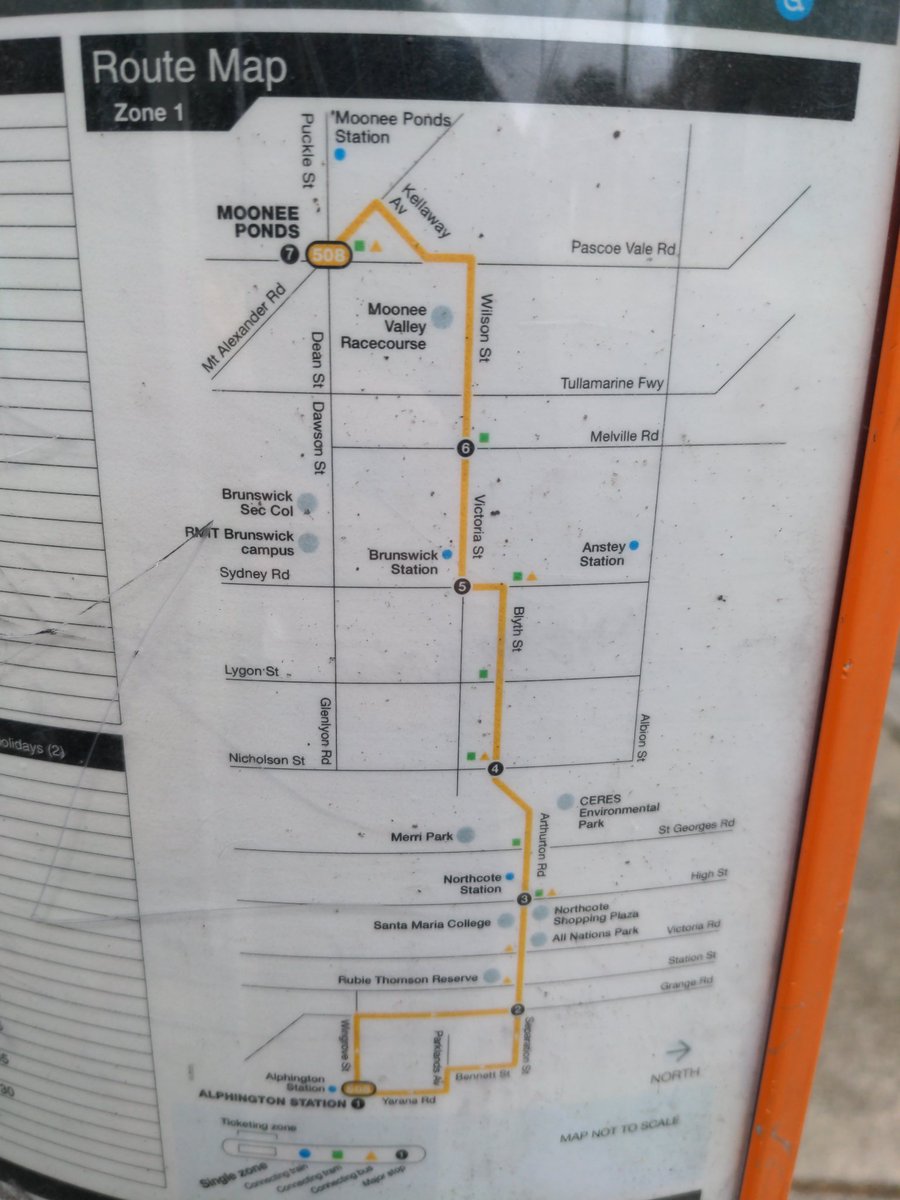 Route Map
Zone 1
Puckle St
Moonee Ponds
Station
Kellaway
Av
MOONEE
PONDS
7
508
Pascoe Vale Rd
Mt Alexander Rd
Moonee
Valley
Racecourse
Wilson St
Dean St
Tullamarine Fwy
Dawson St
Melville Rd
6
Brunswick
Sec Col
Victoria St
RMIT Brunswick
campus
Brunswick
Station
Anstey
Station
Sydney Rd
5
Blyth St
Lygon St
Glenlyon Rd
Albion St
olidays (2)
Nicholson St
4
CERES
Environmental
Park
Arthurton Rd
Merri Park
St Georges Rd
Northcote
Station
High St
3
Northcote
Shopping Plaza
Santa Maria College
All Nations Park
Victoria Rd
Station St
Rubie Thomson Reserve
Grange Rd
2
Separation St
Wingrove St
Parklands Av
Bennett St
NORTH
Alphington
Station
508
ALPHINGTON STATION 1
Yarana Rd
Ticketing zone
MAP NOT TO SCALE
Single zone
Connecting train
Connecting tram
Connecting bus
1
Major stop